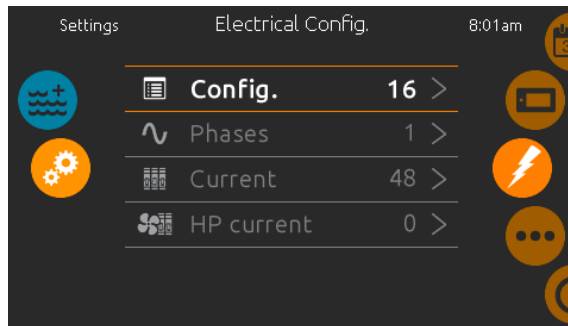 Settings
Electrical Config.
8:01am
Config. 16 >
Phases 1 >
Current 48 >
HP current 0 >